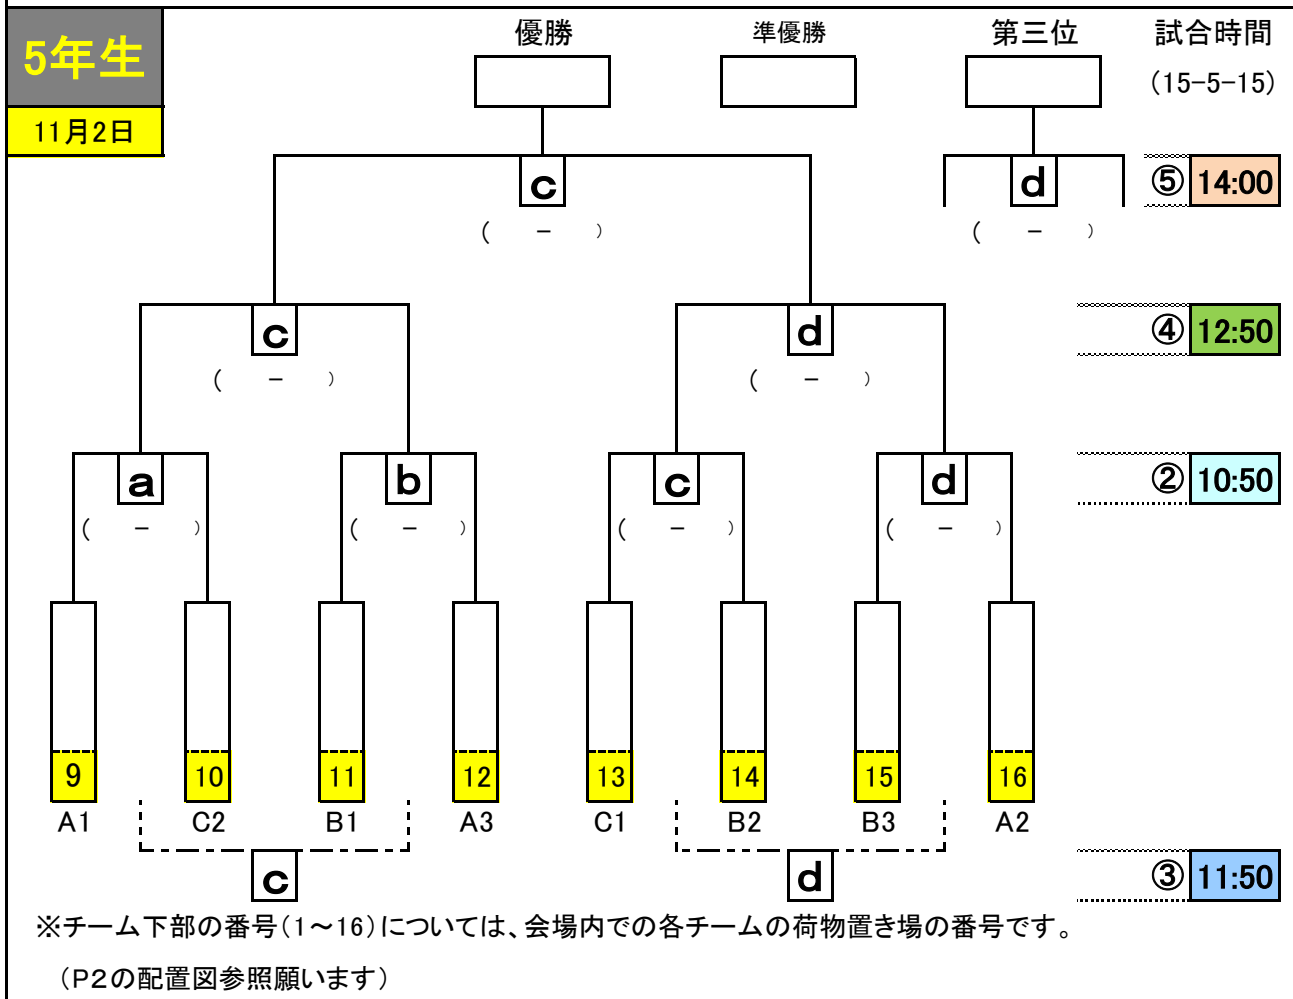 5年生
優勝
準優勝
第三位
試合時間
(15-5-15)
11月2日
c
d
⑤ 14:00
( - )
( - )
c
d
④ 12:50
( - )
( - )
a
b
c
d
② 10:50
( - )
( - )
( - )
( - )
9
10
11
12
13
14
15
16
A1
C2
B1
A3
C1
B2
B3
A2
c
d
③ 11:50
※チーム下部の番号(1～16)については、会場内での各チームの荷物置き場の番号です。
(P2の配置図参照願います)